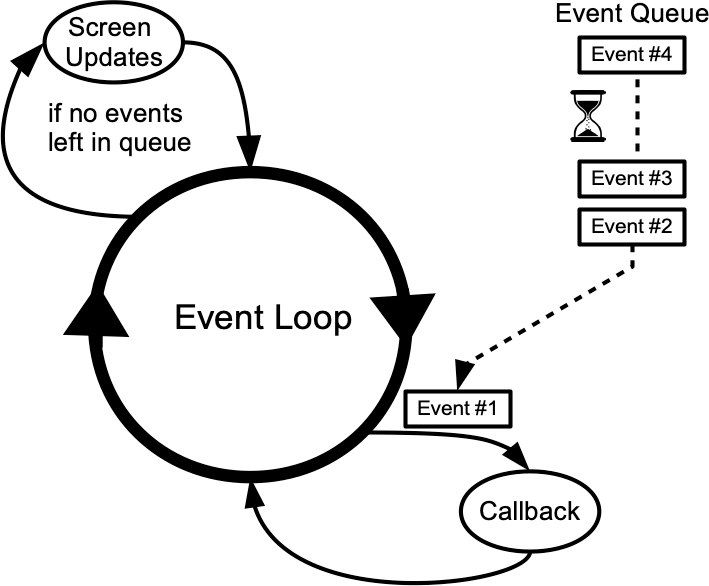 Screen
Updates
if no events
left in queue
Event Queue
Event #4
Event #3
Event #2
Event Loop
Event #1
Callback